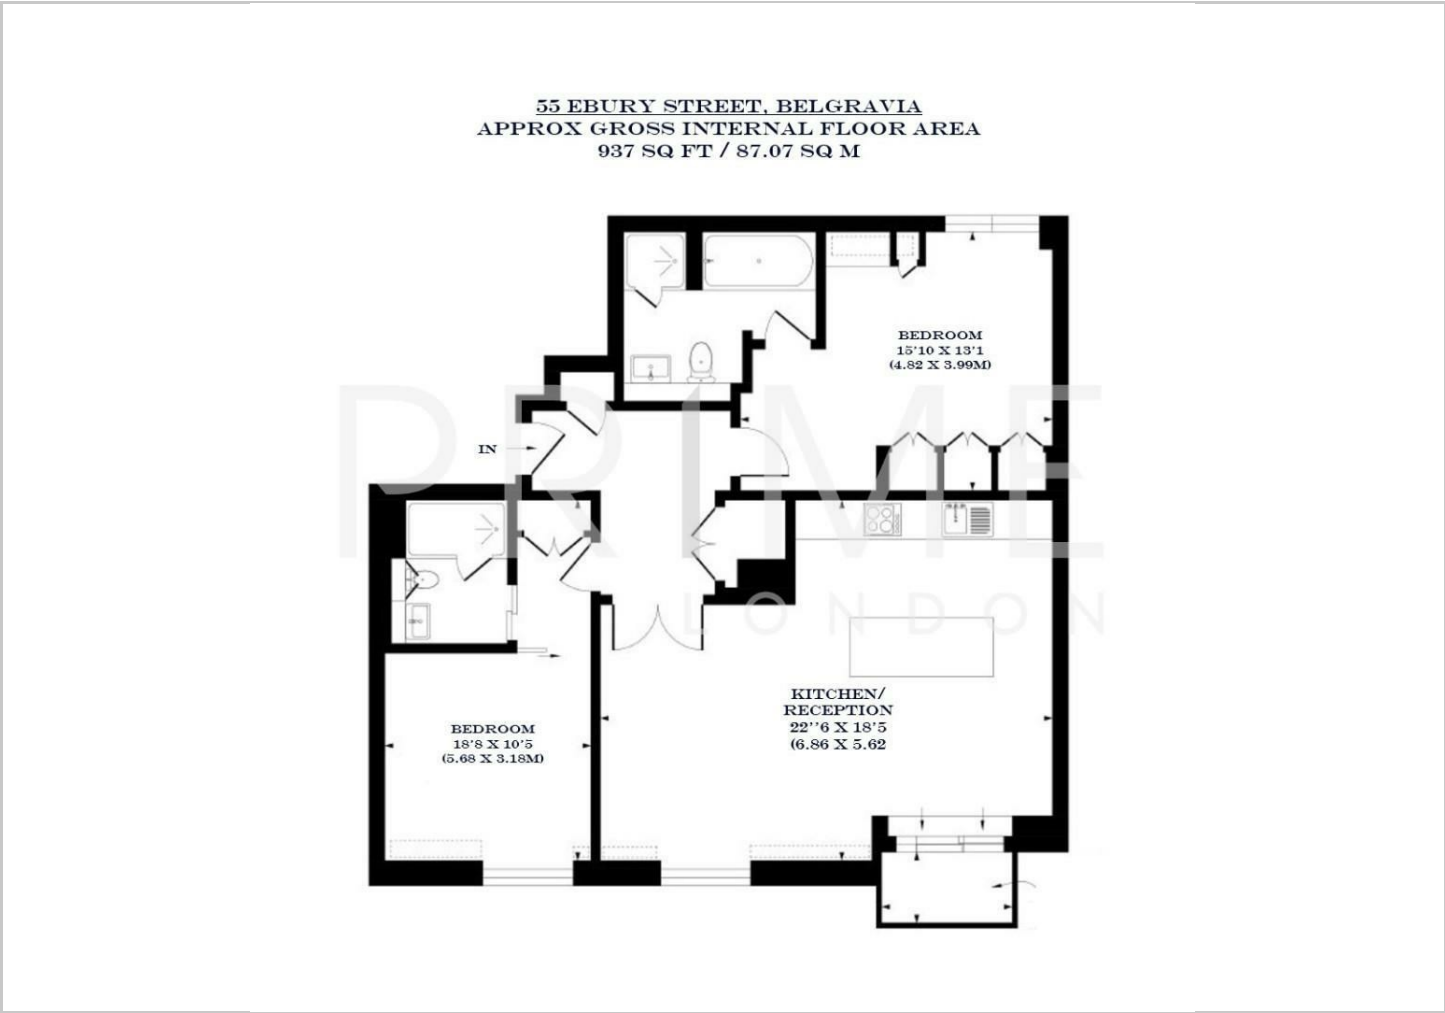 55 EBURY STREET, BELGRAVIA
APPROX GROSS INTERNAL FLOOR AREA
937 SQ FT / 87.07 SQ M
BEDROOM
15'10 X 13'1
(4.82 X 3.99M)
PRIME
LONDON
IN
KITCHEN/
RECEPTION
22''6 X 18'5
(6.86 X 5.62
BEDROOM
18'8 X 10'5
(5.68 X 3.18M)